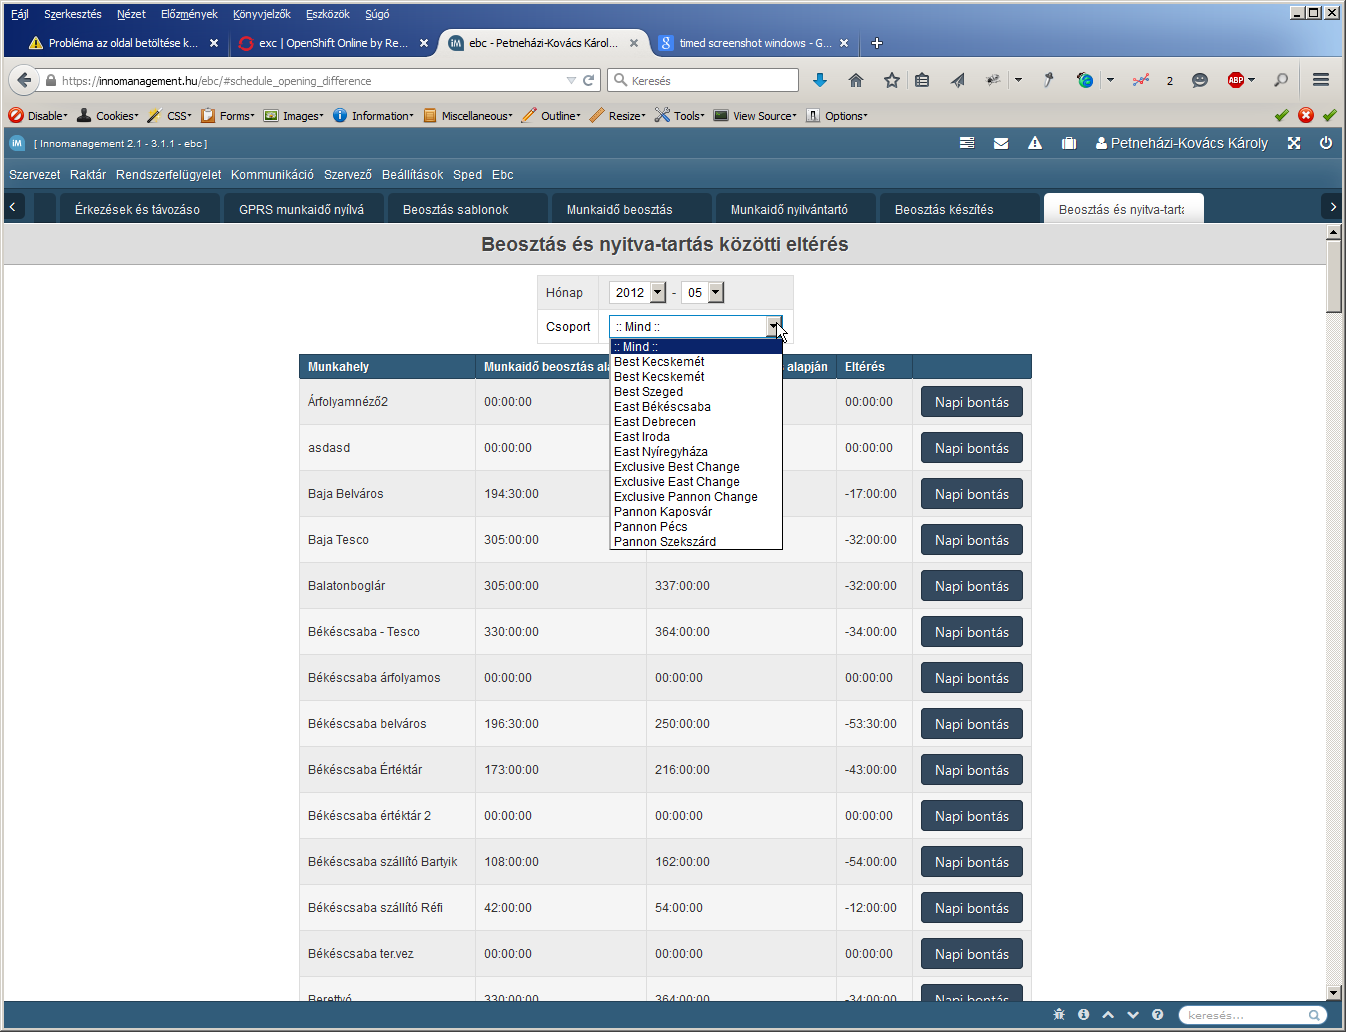 Fájl Szerkesztés Nézet Előzmények Könyvjelzők Eszközök Súgó
Probléma az oldal betöltése k... exc | OpenShift Online by Re... ebc - Petneházi-Kovács Károl... timed screenshot windows - G...
https://innomanagement.hu/ebc/#schedule_opening_difference Keresés 2 ABP
Disable Cookies CSS Forms Images Information Miscellaneous Outline Resize Tools View Source Options
iM [ Innomanagement 2.1 - 3.1.1 - ebc ] Petneházi-Kovács Károly
Szervezet Raktár Rendszerfelügyelet Kommunikáció Szervező Beállítások Sped Ebc
Érkezések és távozáso GPRS munkaidő nyilvá Beosztás sablonok Munkaidő beosztás Munkaidő nyilvántartó Beosztás készítés Beosztás és nyitva-tartá
Beosztás és nyitva-tartás közötti eltérés
Hónap 2012 - 05
Csoport :: Mind ::
:: Mind ::
Best Kecskemét
Best Kecskemét
Best Szeged
East Békéscsaba
East Debrecen
East Iroda
East Nyíregyháza
Exclusive Best Change
Exclusive East Change
Exclusive Pannon Change
Pannon Kaposvár
Pannon Pécs
Pannon Szekszárd
Munkahely Munkaidő beosztás ala alapján Eltérés
Árfolyamnéző2 00:00:00 00:00:00 Napi bontás
asdasd 00:00:00 00:00:00 Napi bontás
Baja Belváros 194:30:00 -17:00:00 Napi bontás
Baja Tesco 305:00:00 -32:00:00 Napi bontás
Balatonboglár 305:00:00 337:00:00 -32:00:00 Napi bontás
Békéscsaba - Tesco 330:00:00 364:00:00 -34:00:00 Napi bontás
Békéscsaba árfolyamos 00:00:00 00:00:00 00:00:00 Napi bontás
Békéscsaba belváros 196:30:00 250:00:00 -53:30:00 Napi bontás
Békéscsaba Értéktár 173:00:00 216:00:00 -43:00:00 Napi bontás
Békéscsaba értéktár 2 00:00:00 00:00:00 00:00:00 Napi bontás
Békéscsaba szállító Bartyik 108:00:00 162:00:00 -54:00:00 Napi bontás
Békéscsaba szállító Réfi 42:00:00 54:00:00 -12:00:00 Napi bontás
Békéscsaba ter.vez 00:00:00 00:00:00 00:00:00 Napi bontás
Berettyó 330:00:00 364:00:00 -34:00:00 Napi bontás
keresés...